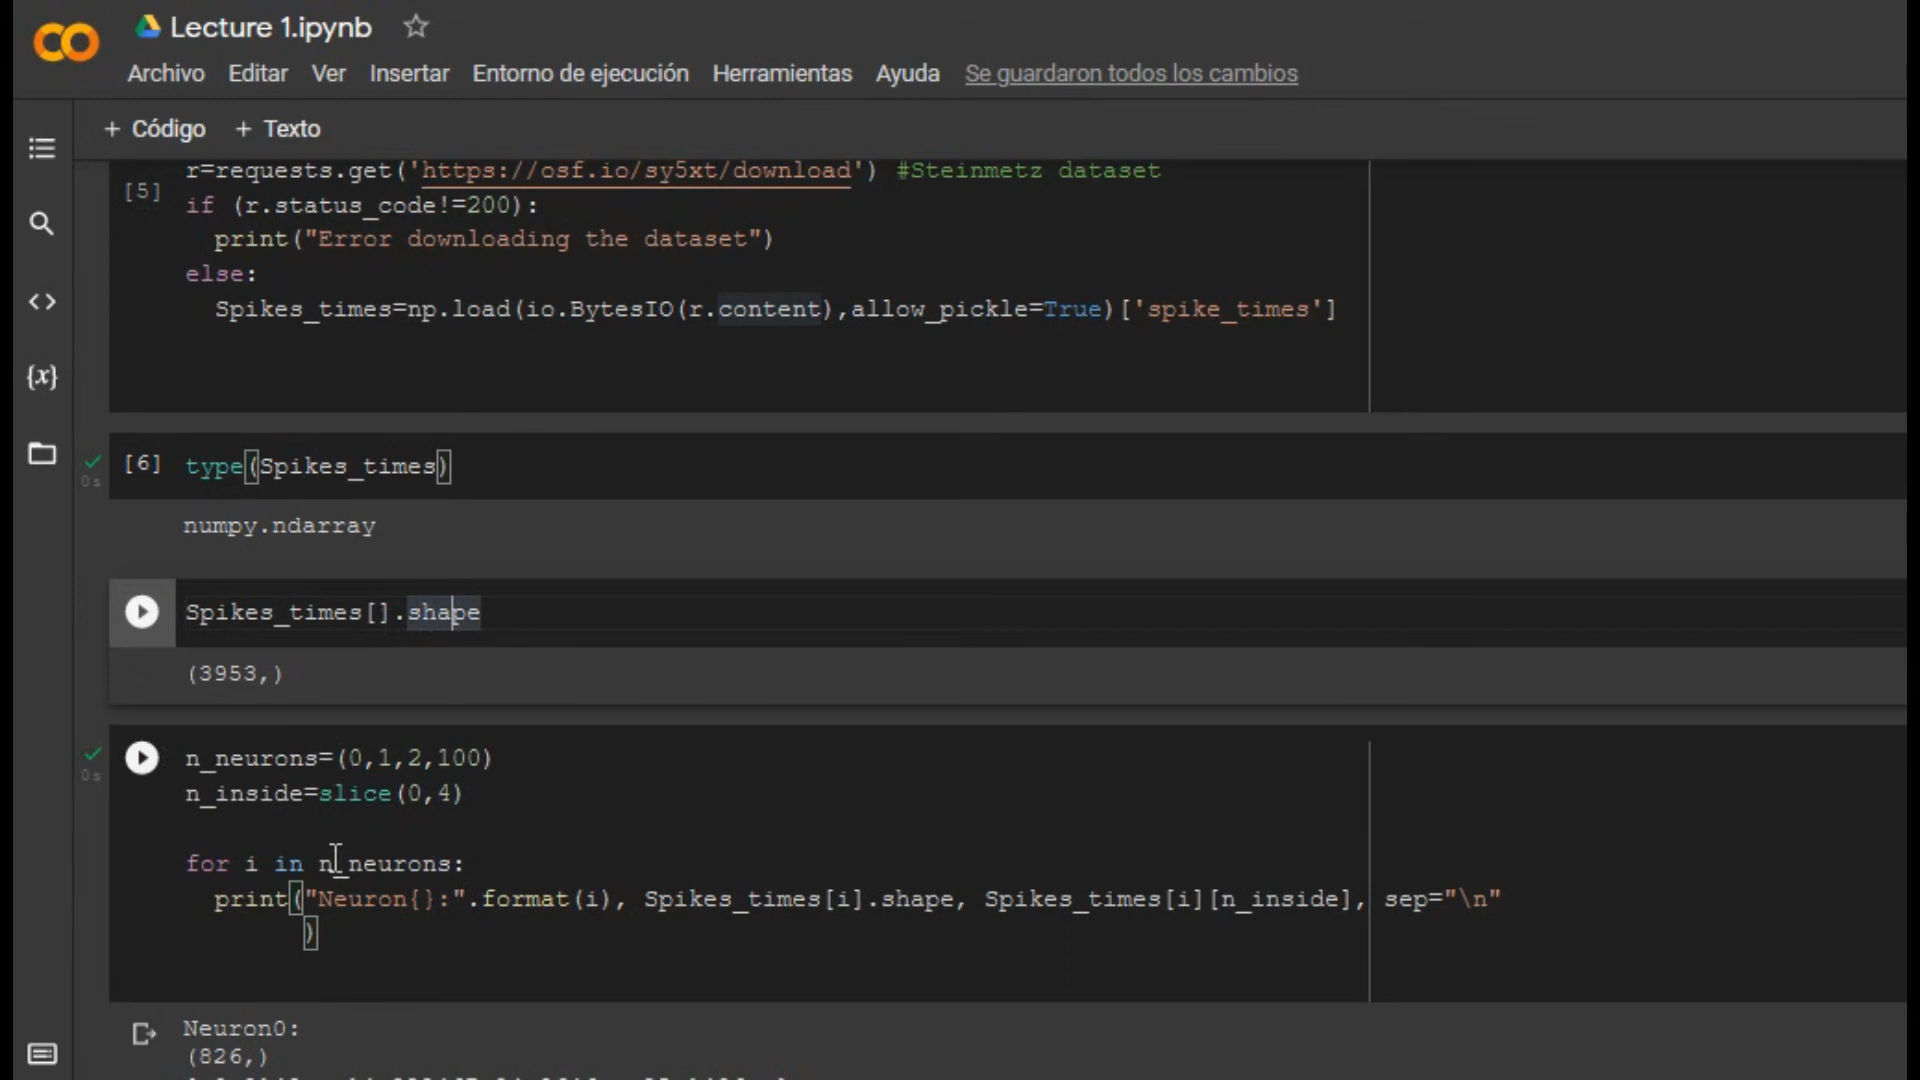 Lecture 1.ipynb
Archivo Editar Ver Insertar Entorno de ejecución Herramientas Ayuda Se guardaron todos los cambios
+ Código + Texto
r=requests.get('https://osf.io/sy5xt/download') #Steinmetz dataset
[5]
if (r.status_code!=200):
print("Error downloading the dataset")
else:
Spikes_times=np.load(io.BytesIO(r.content),allow_pickle=True)['spike_times']
{x}
[6] type(Spikes_times)
0s
numpy.ndarray
Spikes_times[].shape
(3953,)
n_neurons=(0,1,2,100)
0s
n_inside=slice(0,4)
for i in n_neurons:
print("Neuron{}:".format(i), Spikes_times[i].shape, Spikes_times[i][n_inside], sep="\n"
)
Neuron0:
(826,)